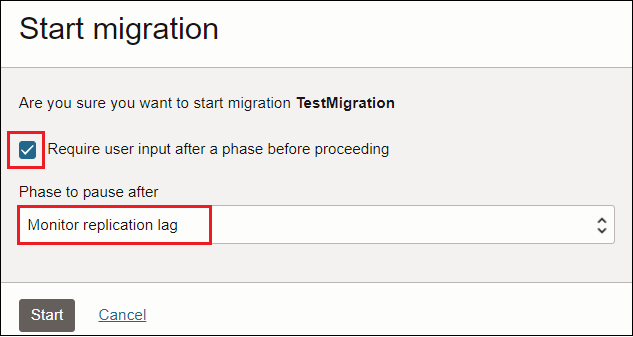 Start migration
Are you sure you want to start migration TestMigration
Require user input after a phase before proceeding
Phase to pause after
Monitor replication lag
Start Cancel